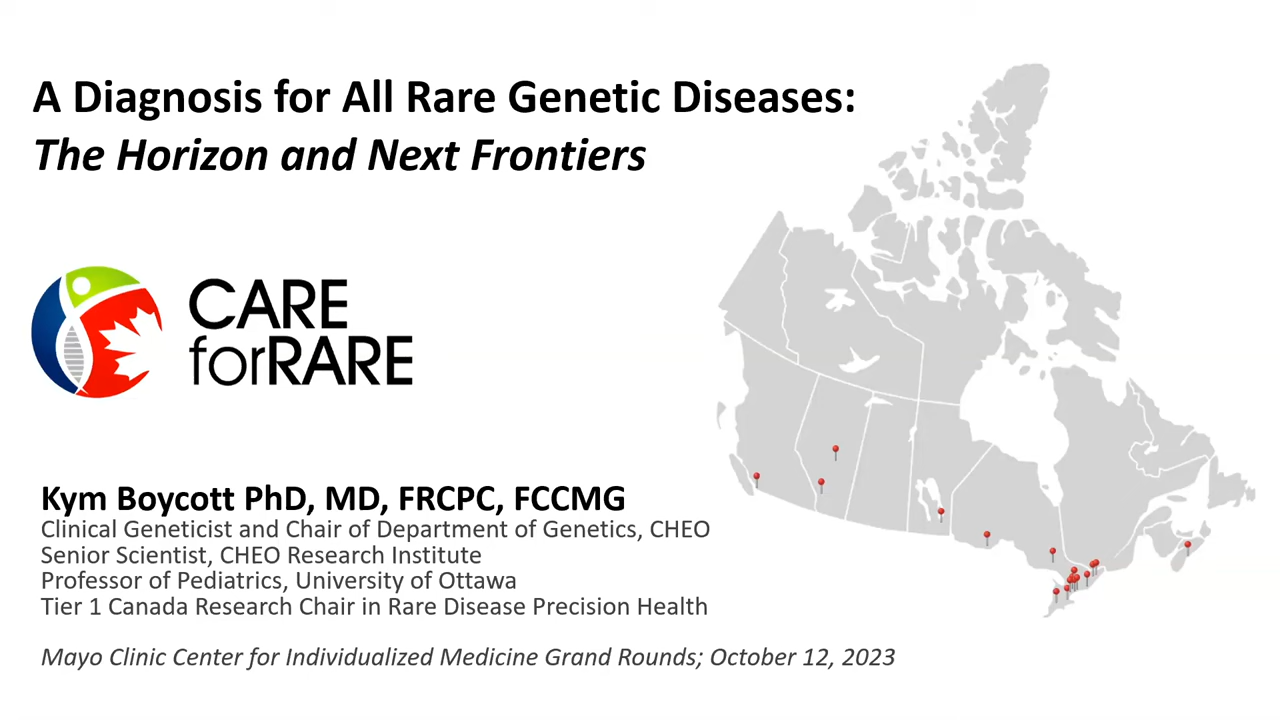 A Diagnosis for All Rare Genetic Diseases:
The Horizon and Next Frontiers
CARE
forRARE
Kym Boycott PhD, MD, FRCPC, FCCMG
Clinical Geneticist and Chair of Department of Genetics, CHEO
Senior Scientist, CHEO Research Institute
Professor of Pediatrics, University of Ottawa
Tier 1 Canada Research Chair in Rare Disease Precision Health
Mayo Clinic Center for Individualized Medicine Grand Rounds; October 12, 2023